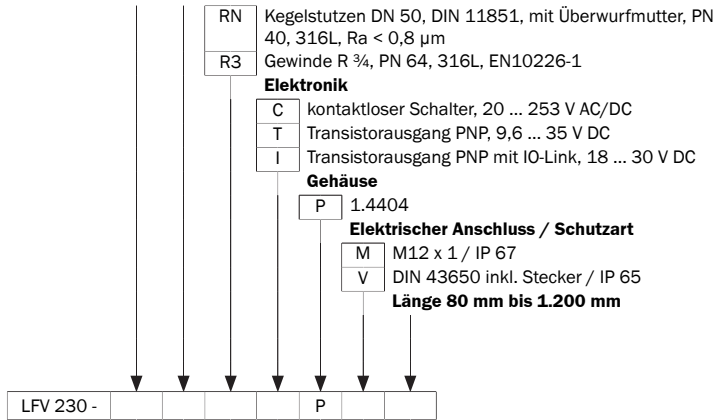 RN Kegelstutzen DN 50, DIN 11851, mit Überwurfmutter, PN
40, 316L, Ra < 0,8 µm
R3 Gewinde R ¾, PN 64, 316L, EN10226-1
Elektronik
C kontaktloser Schalter, 20 ... 253 V AC/DC
T Transistorausgang PNP, 9,6 ... 35 V DC
I Transistorausgang PNP mit IO-Link, 18 ... 30 V DC
Gehäuse
P 1.4404
Elektrischer Anschluss / Schutzart
M M12 x 1 / IP 67
V DIN 43650 inkl. Stecker / IP 65
Länge 80 mm bis 1.200 mm
LFV 230 - P